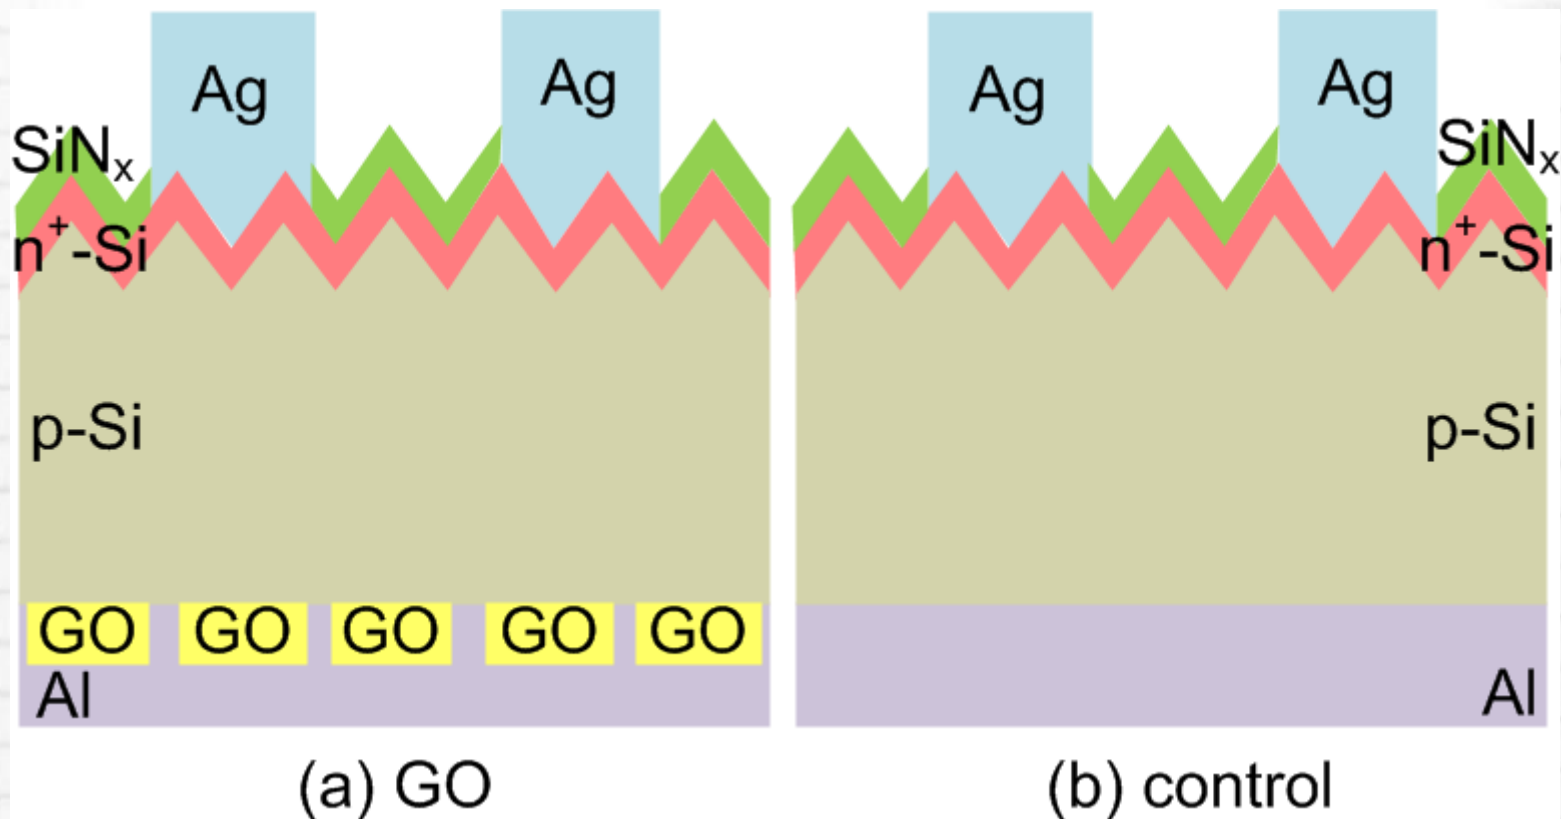 Ag Ag Ag Ag
SiNₓ SiNₓ
n⁺-Si n⁺-Si
p-Si p-Si
GO GO GO GO GO
Al Al
(a) GO (b) control